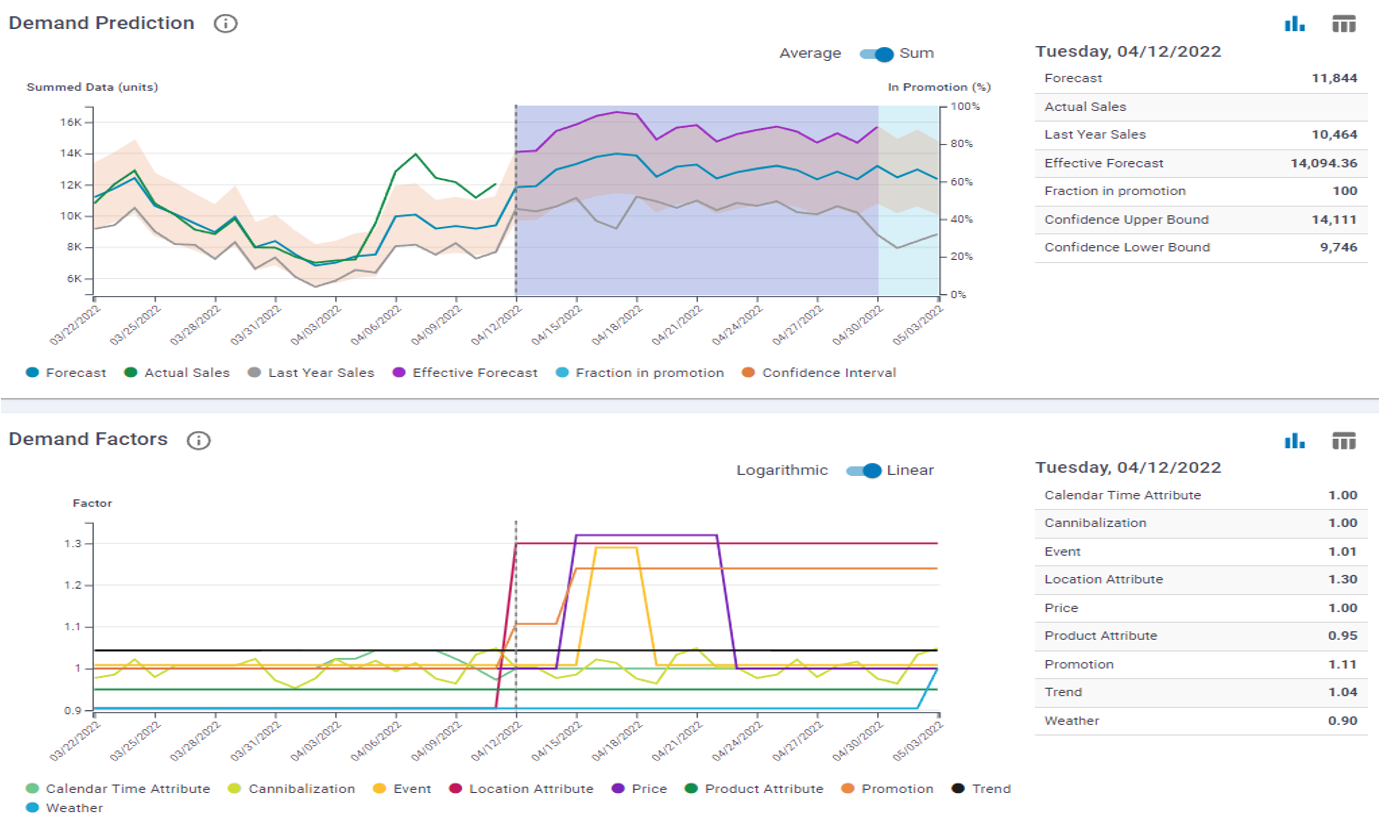 Demand Prediction
Average Sum
Summed Data (units)
In Promotion (%)
16K
14K
12K
10K
8K
6K
100%
80%
60%
40%
20%
0%
03/22/2022 03/25/2022 03/28/2022 03/31/2022 04/03/2022 04/06/2022 04/09/2022 04/12/2022 04/15/2022 04/18/2022 04/21/2022 04/24/2022 04/27/2022 04/30/2022 05/03/2022
Forecast Actual Sales Last Year Sales Effective Forecast Fraction in promotion Confidence Interval
Tuesday, 04/12/2022
Forecast 11,844
Actual Sales
Last Year Sales 10,464
Effective Forecast 14,094.36
Fraction in promotion 100
Confidence Upper Bound 14,111
Confidence Lower Bound 9,746
Demand Factors
Logarithmic Linear
Factor
1.3
1.2
1.1
1
0.9
03/22/2022 03/25/2022 03/28/2022 03/31/2022 04/03/2022 04/06/2022 04/09/2022 04/12/2022 04/15/2022 04/18/2022 04/21/2022 04/24/2022 04/27/2022 04/30/2022 05/03/2022
Calendar Time Attribute Cannibalization Event Location Attribute Price Product Attribute Promotion Trend
Weather
Tuesday, 04/12/2022
Calendar Time Attribute 1.00
Cannibalization 1.00
Event 1.01
Location Attribute 1.30
Price 1.00
Product Attribute 0.95
Promotion 1.11
Trend 1.04
Weather 0.90